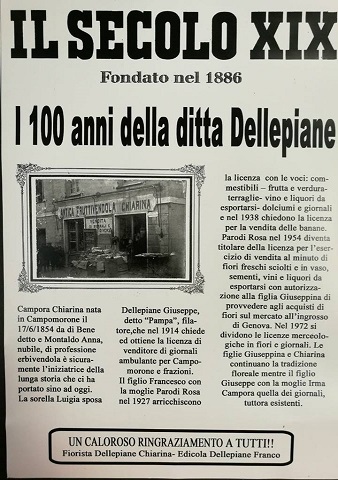 IL SECOLO XIX
Fondato nel 1886
I 100 anni della ditta Dellepiane
ANTICA FRUTTIVENDOLA CHIARINA
VENDITA
Campora Chiarina nata
in Campomorone il
17/6/1854 da di Bene
detto e Montaldo Anna,
nubile, di professione
erbivendola è sicura-
mente l'iniziatrice della
lunga storia che ci ha
portato sino ad oggi.
La sorella Luigia sposa
Dellepiane Giuseppe,
detto "Pampa", fila-
tore,che nel 1914 chiede
ed ottiene la licenza di
venditore di giornali
ambulante per Campo-
morone e frazioni.
Il figlio Francesco con
la moglie Parodi Rosa
nel 1927 arricchiscono
la licenza con le voci: com-
mestibili – frutta e verdura-
terraglie- vino e liquori da
esportarsi- dolciumi e giornali
e nel 1938 chiedono la licenza
per la vendita delle banane.
Parodi Rosa nel 1954 diventa
titolare della licenza per l'eser-
cizio di vendita al minuto di
fiori freschi sciolti e in vaso,
sementi, vini e liquori da
esportarsi con autorizza-
zione alla figlia Giuseppina di
provvedere agli acquisti di
fiori sul mercato all'ingrosso
di Genova. Nel 1972 si
dividono le licenze merceolo-
giche in fiori e giornali. Le
figlie Giuseppina e Chiarina
continuano la tradizione
floreale mentre il figlio
Giuseppe con la moglie Irma
Campora quella dei giornali,
tuttora esistenti.
UN CALOROSO RINGRAZIAMENTO A TUTTI!!
Fiorista Dellepiane Chiarina- Edicola Dellepiane Franco